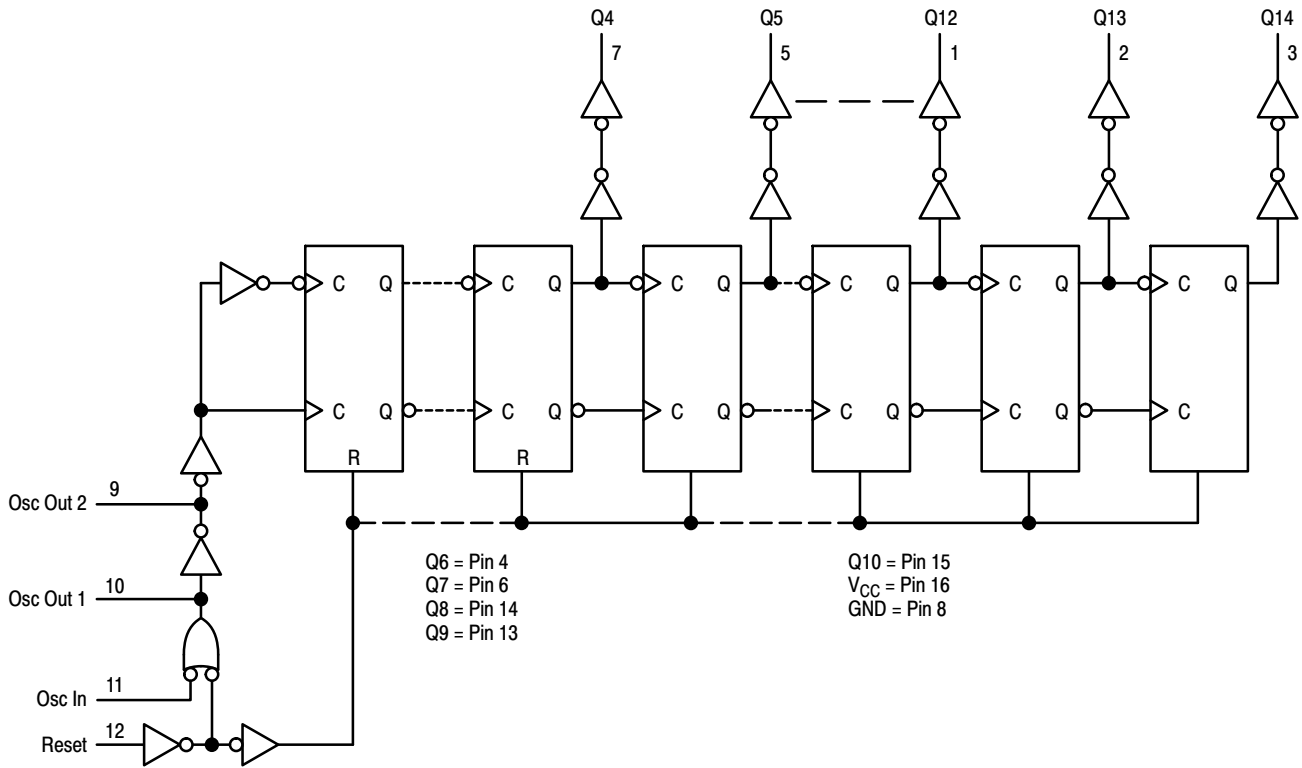 Q4 Q5 Q12 Q13 Q14
7 5 1 2 3
C Q C Q C Q C Q C Q C Q
C Q C Q C Q C Q C Q C
R R
Osc Out 2 9
Osc Out 1 10
Osc In 11
Reset 12
Q6 = Pin 4
Q7 = Pin 6
Q8 = Pin 14
Q9 = Pin 13
Q10 = Pin 15
VCC = Pin 16
GND = Pin 8